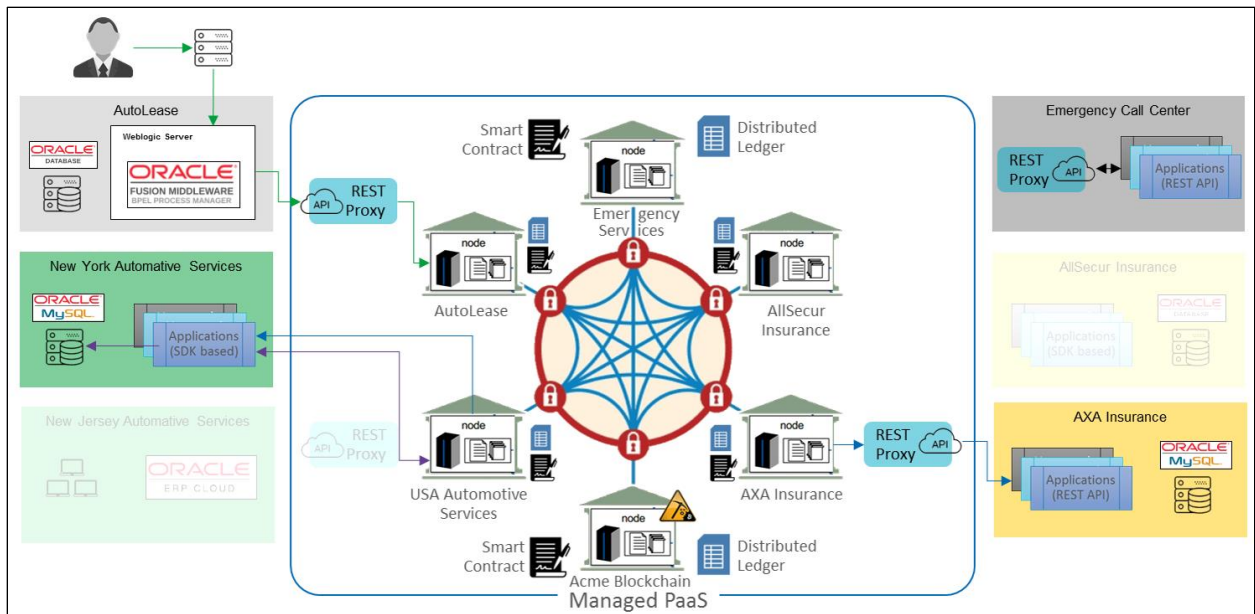 AutoLease
Weblogic Server
ORACLE
DATABASE
ORACLE
FUSION MIDDLEWARE
BPEL PROCESS MANAGER
API
REST
Proxy
Smart
Contract
node
Distributed
Ledger
Emergency
Services
Emergency Call Center
REST
Proxy
API
Applications
(REST API)
node
AutoLease
node
AllSecur
Insurance
New York Automative Services
ORACLE
MySQL
Applications
(SDK based)
AllSecur Insurance
ORACLE
DATABASE
Applications
(SDK based)
New Jersey Automative Services
ORACLE
ERP CLOUD
API
REST
Proxy
node
USA Automotive
Services
node
AXA Insurance
REST
Proxy
API
AXA Insurance
ORACLE
MySQL
Applications
(REST API)
Smart
Contract
node
Distributed
Ledger
Acme Blockchain
Managed PaaS